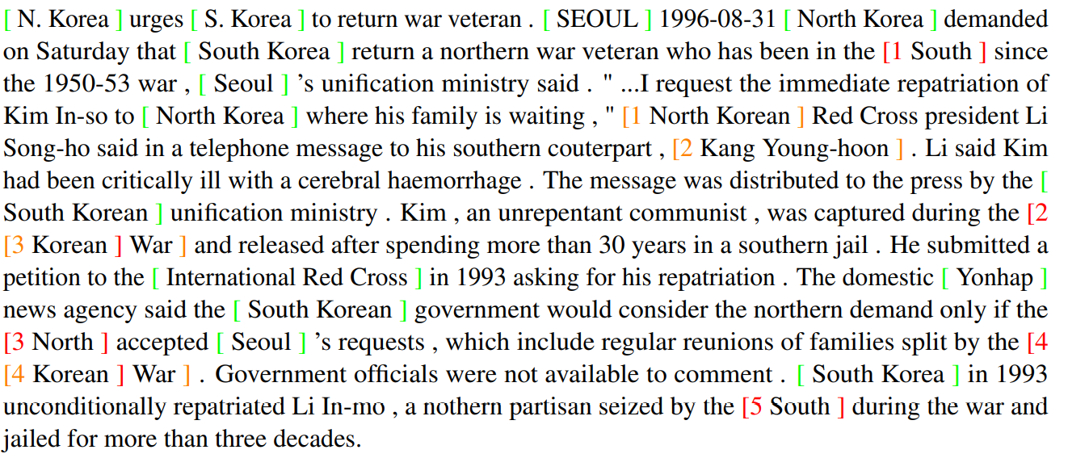 [ N. Korea ] urges [ S. Korea ] to return war veteran . [ SEOUL ] 1996-08-31 [ North Korea ] demanded
on Saturday that [ South Korea ] return a northern war veteran who has been in the [1 South ] since
the 1950-53 war , [ Seoul ] 's unification ministry said . " ...I request the immediate repatriation of
Kim In-so to [ North Korea ] where his family is waiting , " [1 North Korean ] Red Cross president Li
Song-ho said in a telephone message to his southern couterpart , [2 Kang Young-hoon ] . Li said Kim
had been critically ill with a cerebral haemorrhage . The message was distributed to the press by the [
South Korean ] unification ministry . Kim , an unrepentant communist , was captured during the [2
[3 Korean ] War ] and released after spending more than 30 years in a southern jail . He submitted a
petition to the [ International Red Cross ] in 1993 asking for his repatriation . The domestic [ Yonhap ]
news agency said the [ South Korean ] government would consider the northern demand only if the
[3 North ] accepted [ Seoul ] 's requests , which include regular reunions of families split by the [4
[4 Korean ] War ] . Government officials were not available to comment . [ South Korea ] in 1993
unconditionally repatriated Li In-mo , a nothern partisan seized by the [5 South ] during the war and
jailed for more than three decades.